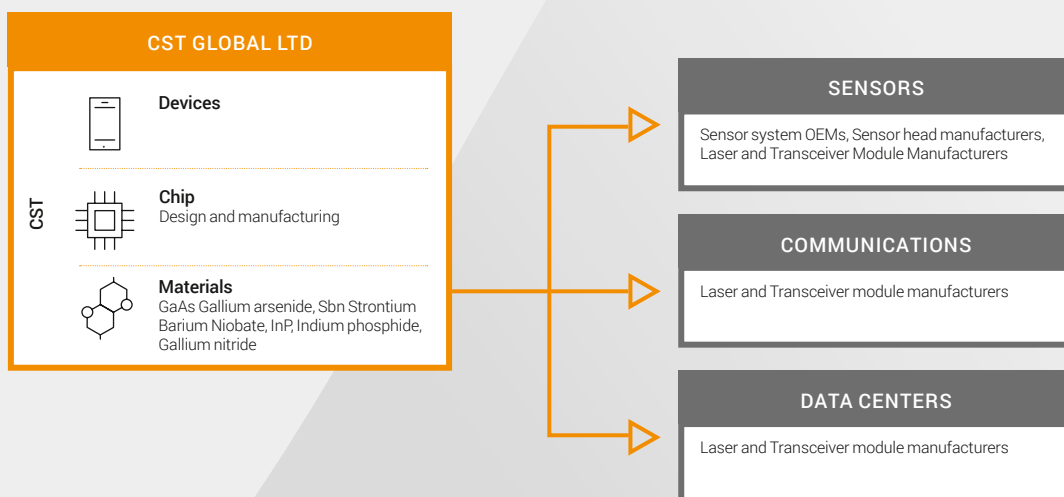 CST GLOBAL LTD
CST
Devices
Chip
Design and manufacturing
Materials
GaAs Gallium arsenide, Sbn Strontium
Barium Niobate, InP, Indium phosphide,
Gallium nitride
SENSORS
Sensor system OEMs, Sensor head manufacturers,
Laser and Transceiver Module Manufacturers
COMMUNICATIONS
Laser and Transceiver module manufacturers
DATA CENTERS
Laser and Transceiver module manufacturers